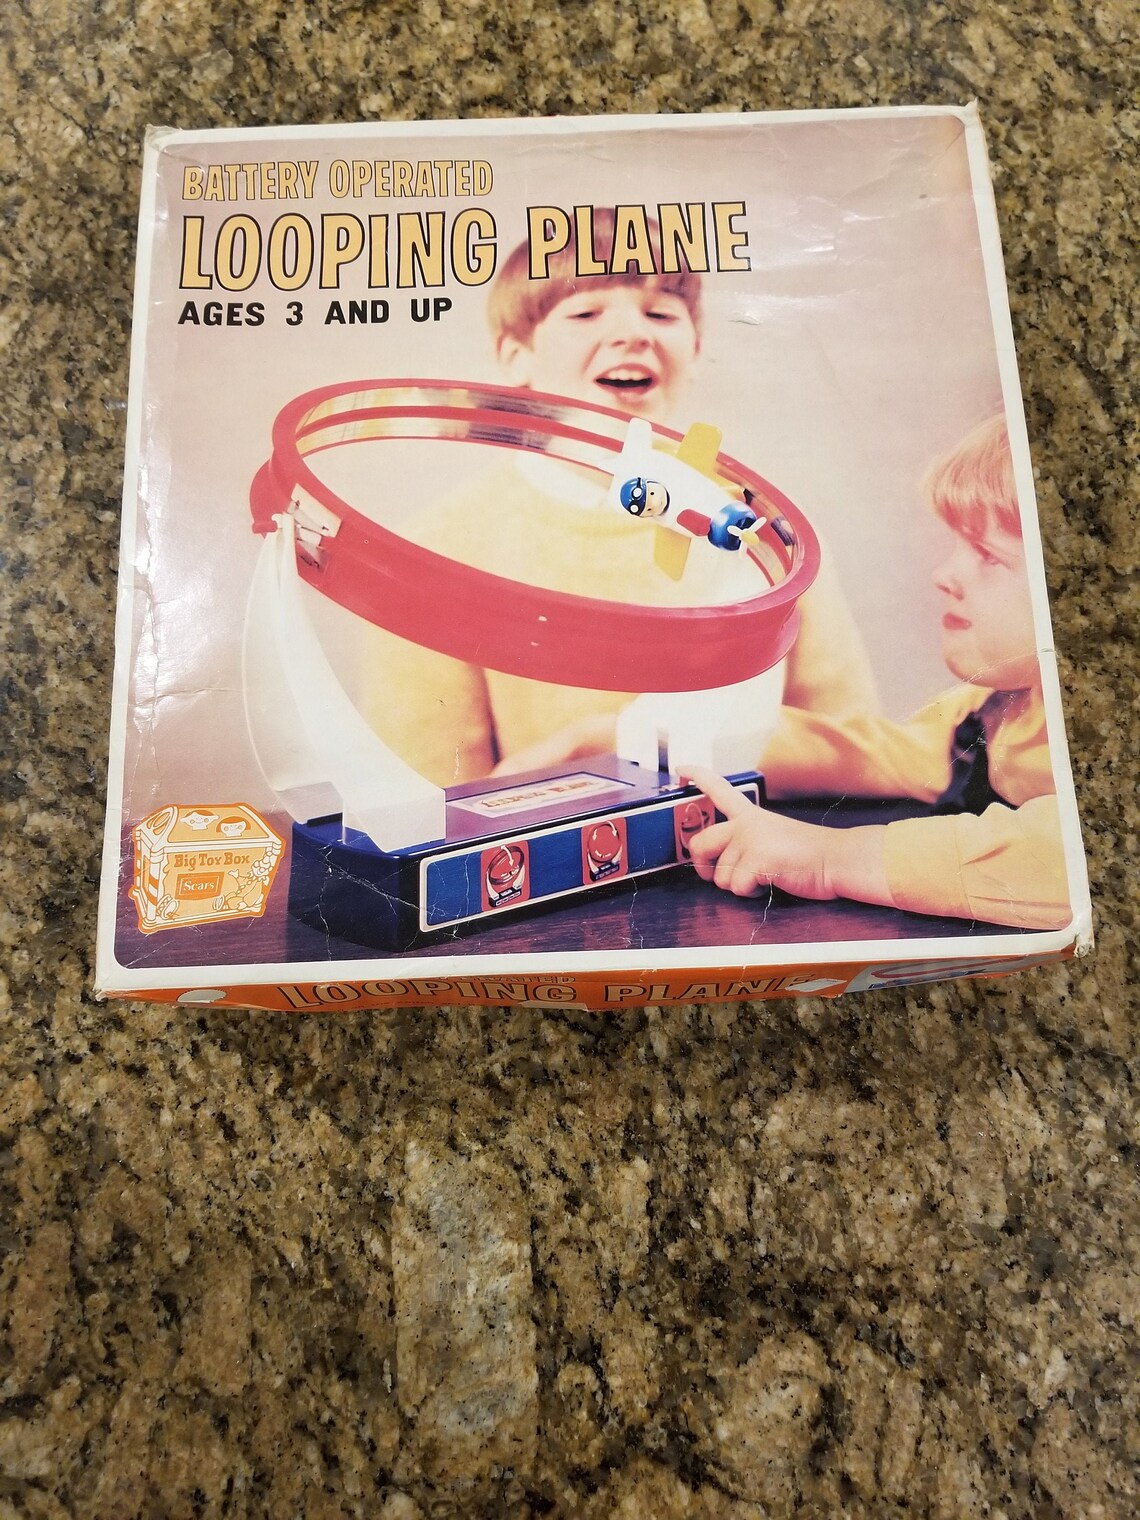 BATTERY OPERATED
LOOPING PLANE
AGES 3 AND UP
Big Toy Box
Sears
LOOPING PLANE